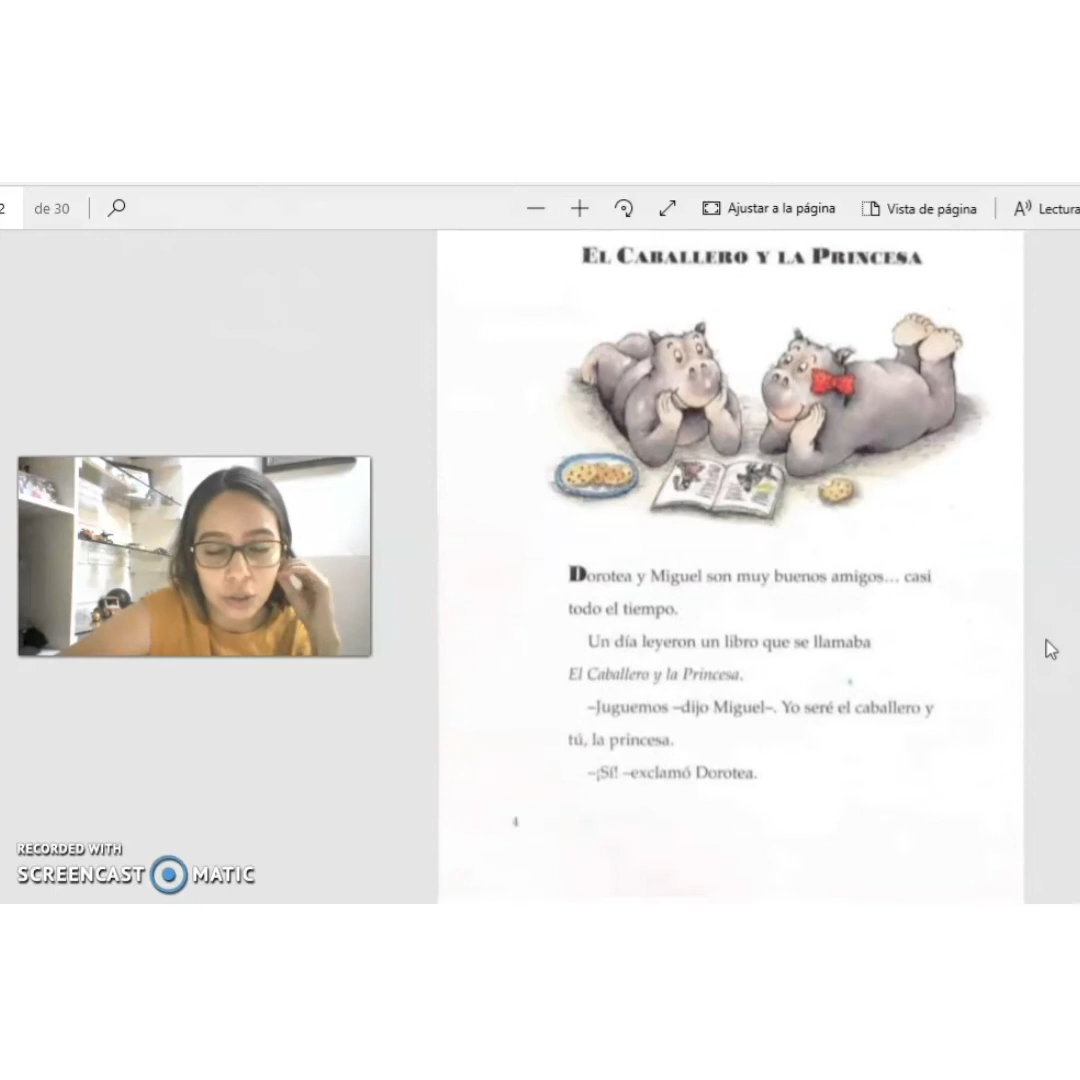 2
de 30
Ajustar a la página
Vista de página
Lectura
EL CABALLERO Y LA PRINCESA
Dorotea y Miguel son muy buenos amigos... casi
todo el tiempo.
Un día leyeron un libro que se llamaba
El Caballero y la Princesa.
–Juguemos –dijo Miguel–. Yo seré el caballero y
tú, la princesa.
–¡Sí! –exclamó Dorotea.
4
RECORDED WITH
SCREENCAST MATIC